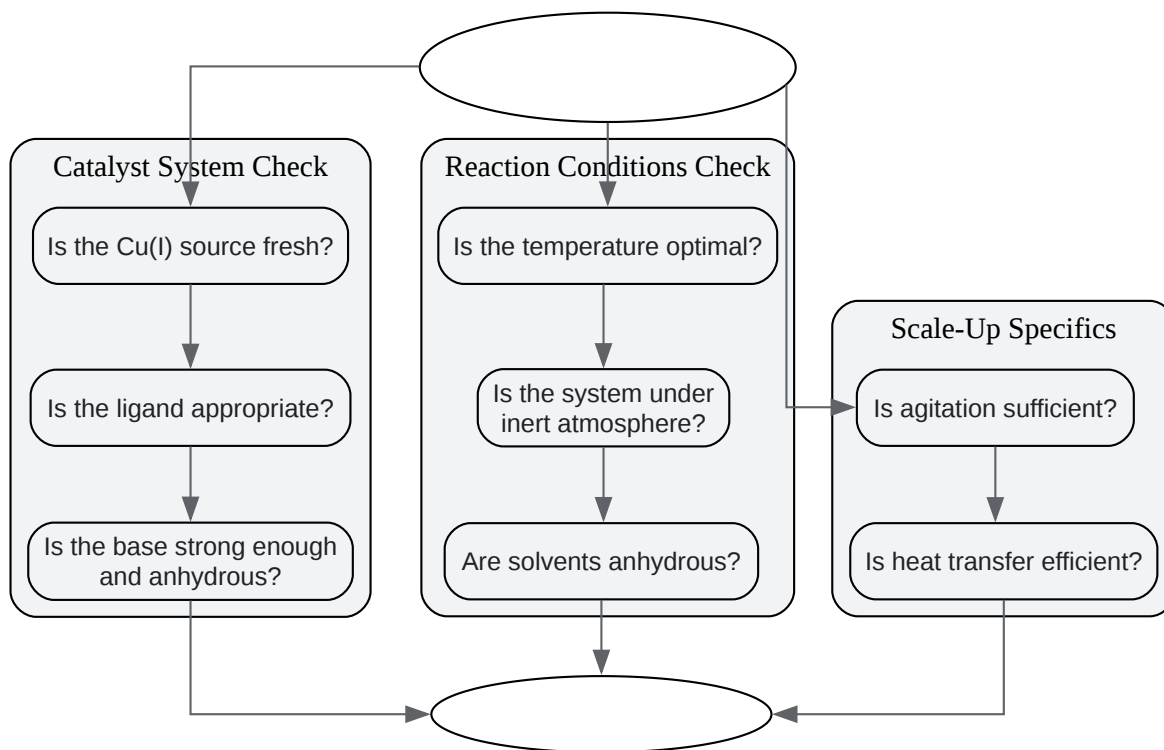 Catalyst System Check
Is the Cu(I) source fresh?
Is the ligand appropriate?
Is the base strong enough
and anhydrous?
Reaction Conditions Check
Is the temperature optimal?
Is the system under
inert atmosphere?
Are solvents anhydrous?
Scale-Up Specifics
Is agitation sufficient?
Is heat transfer efficient?